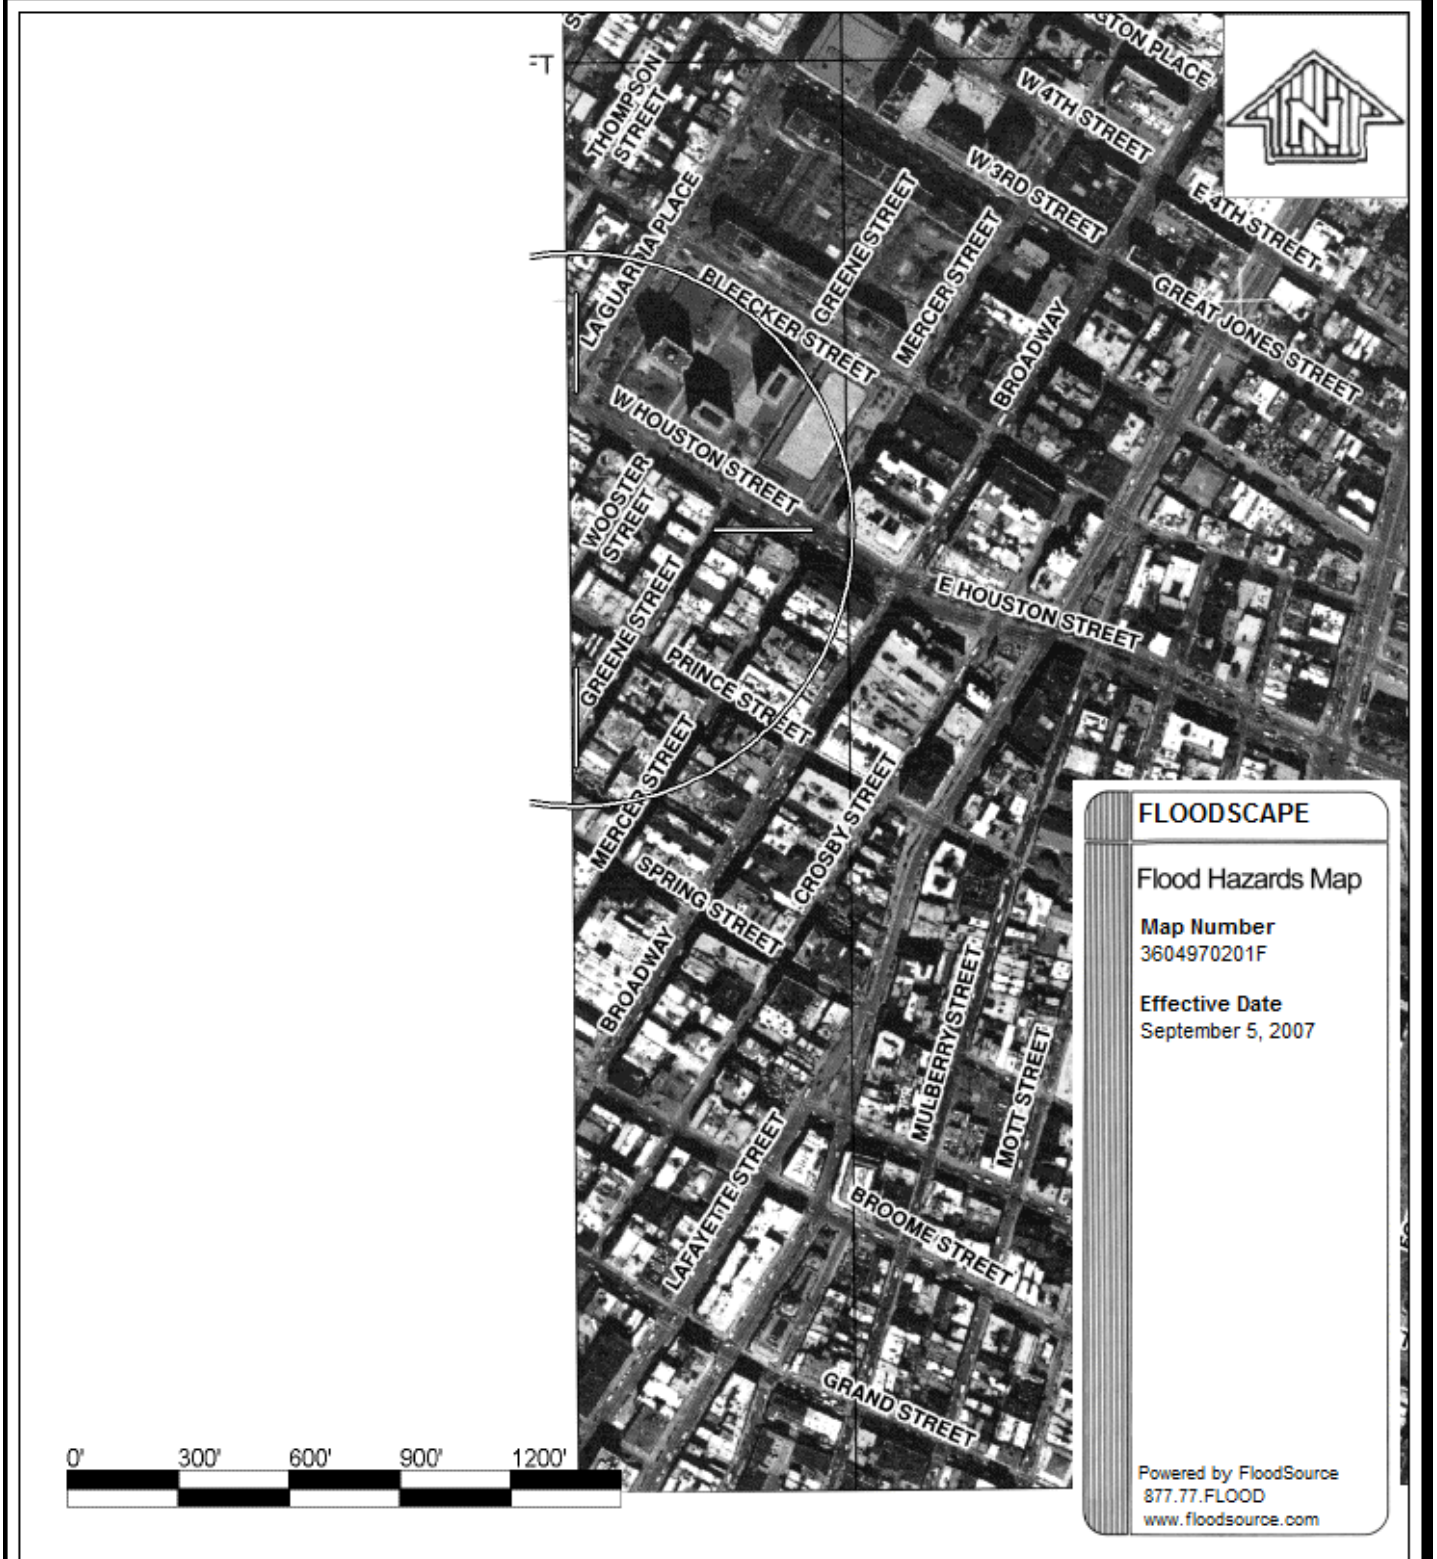 FT
THOMPSON
STREET
GTON PLACE
W 4TH STREET
N
W 3RD STREET
E 4TH STREET
LA GUARDIA PLACE
GREENE STREET
MERCER STREET
BLEECKER STREET
BROADWAY
GREAT JONES STREET
W HOUSTON STREET
WOOSTER
STREET
E HOUSTON STREET
GREENE STREET
PRINCE STREET
MERCER STREET
CROSBY STREET
SPRING STREET
BROADWAY
MULBERRY STREET
MOTT STREET
LAFAYETTE STREET
BROOME STREET
GRAND STREET
FLOODSCAPE
Flood Hazards Map
Map Number
3604970201F
Effective Date
September 5, 2007
Powered by FloodSource
877.77.FLOOD
www.floodsource.com
0' 300' 600' 900' 1200'